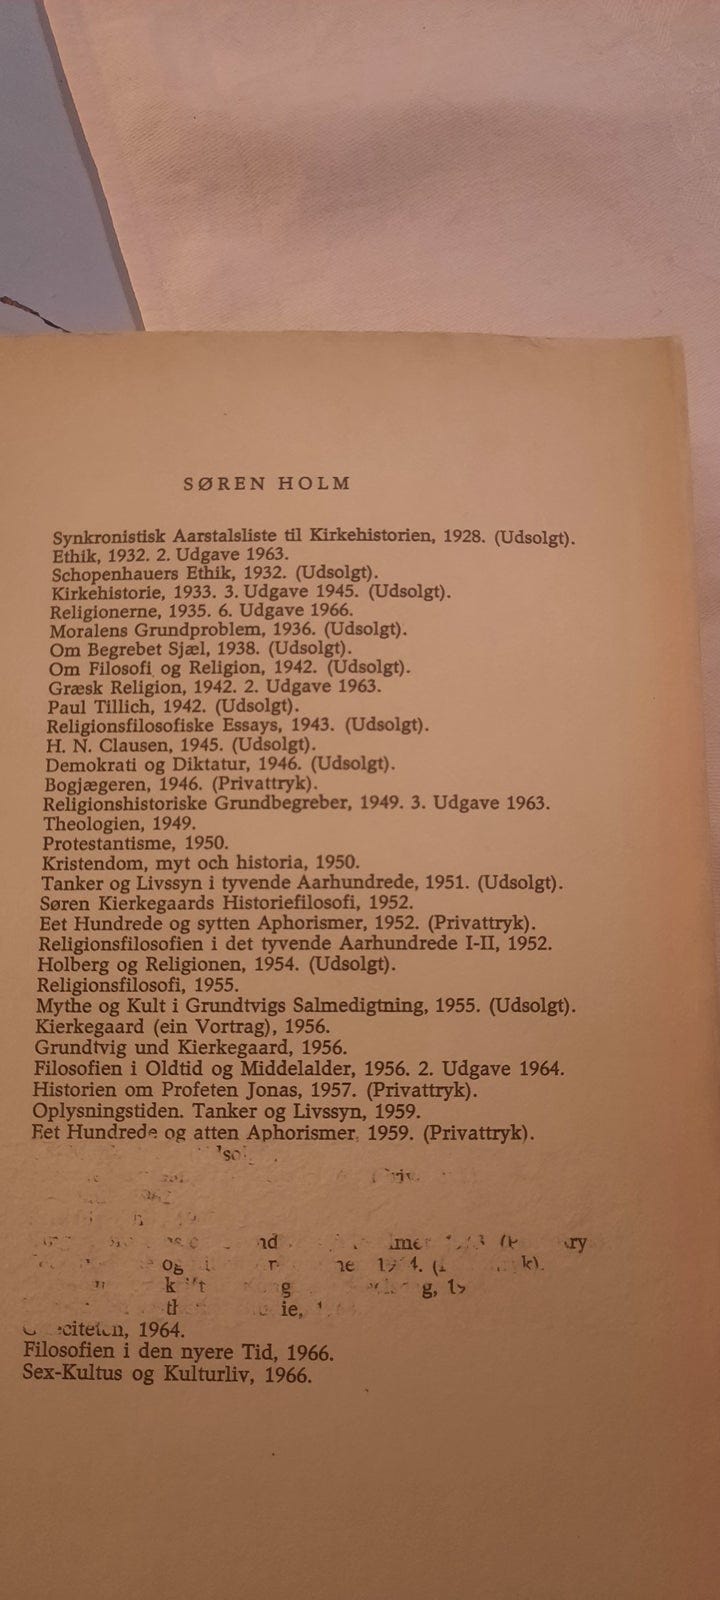 SØREN HOLM
Synkronistisk Aarstalsliste til Kirkehistorien, 1928. (Udsolgt).
Ethik, 1932. 2. Udgave 1963.
Schopenhauers Ethik, 1932. (Udsolgt).
Kirkehistorie, 1933. 3. Udgave 1945. (Udsolgt).
Religionerne, 1935. 6. Udgave 1966.
Moralens Grundproblem, 1936. (Udsolgt).
Om Begrebet Sjæl, 1938. (Udsolgt).
Om Filosofi og Religion, 1942. (Udsolgt).
Græsk Religion, 1942. 2. Udgave 1963.
Paul Tillich, 1942. (Udsolgt).
Religionsfilosofiske Essays, 1943. (Udsolgt).
H. N. Clausen, 1945. (Udsolgt).
Demokrati og Diktatur, 1946. (Udsolgt).
Bogjægeren, 1946. (Privattryk).
Religionshistoriske Grundbegreber, 1949. 3. Udgave 1963.
Theologien, 1949.
Protestantisme, 1950.
Kristendom, myt och historia, 1950.
Tanker og Livssyn i tyvende Aarhundrede, 1951. (Udsolgt).
Søren Kierkegaards Historiefilosofi, 1952.
Eet Hundrede og sytten Aphorismer, 1952. (Privattryk).
Religionsfilosofien i det tyvende Aarhundrede I-II, 1952.
Holberg og Religionen, 1954. (Udsolgt).
Religionsfilosofi, 1955.
Mythe og Kult i Grundtvigs Salmedigtning, 1955. (Udsolgt).
Kierkegaard (ein Vortrag), 1956.
Grundtvig und Kierkegaard, 1956.
Filosofien i Oldtid og Middelalder, 1956. 2. Udgave 1964.
Historien om Profeten Jonas, 1957. (Privattryk).
Oplysningstiden. Tanker og Livssyn, 1959.
Eet Hundrede og atten Aphorismer, 1959. (Privattryk).
og
1964.
Filosofien i den nyere Tid, 1966.
Sex-Kultus og Kulturliv, 1966.